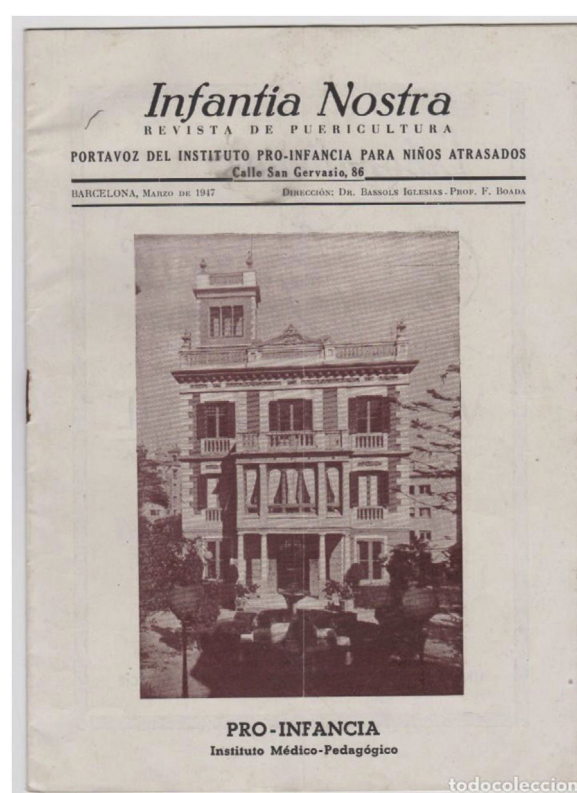 Infantia Nostra
REVISTA DE PUERICULTURA
PORTAVOZ DEL INSTITUTO PRO-INFANCIA PARA NIÑOS ATRASADOS
Calle San Gervasio, 86
BARCELONA, MARZO DE 1947 DIRECCIÓN: DR. BASSOLS IGLESIAS - PROF. F. BOADA
PRO-INFANCIA
Instituto Médico-Pedagógico
todocoleccion